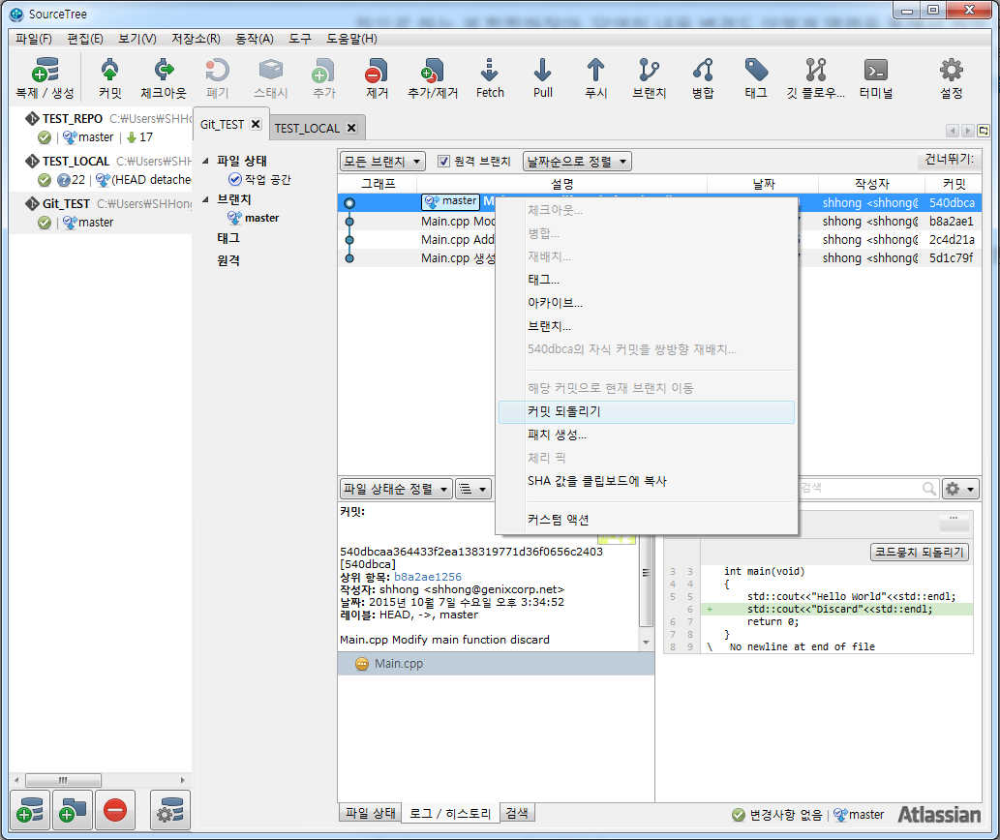 SourceTree
파일(F) 편집(E) 보기(V) 저장소(R) 동작(A) 도구 도움말(H)
복제 / 생성 커밋 체크아웃 폐기 스태시 추가 제거 추가/제거 Fetch Pull 푸시 브랜치 병합 태그 깃 플로우... 터미널 설정
TEST_REPO C:₩Users₩SHHo
master 17
TEST_LOCAL C:₩Users₩SHH
22 (HEAD detache
Git_TEST C:₩Users₩SHHong
master
Git_TEST TEST_LOCAL
파일 상태
작업 공간
브랜치
master
태그
원격
모든 브랜치 원격 브랜치 날짜순으로 정렬 건너뛰기:
그래프 설명 날짜 작성자 커밋
master shhong <shhong@ 540dbca
Main.cpp Mod shhong <shhong@ b8a2ae1
Main.cpp Add shhong <shhong@ 2c4d21a
Main.cpp 생성 shhong <shhong@ 5d1c79f
체크아웃...
병합...
재배치...
태그...
아카이브...
브랜치...
540dbca의 자식 커밋을 쌍방향 재배치...
해당 커밋으로 현재 브랜치 이동
커밋 되돌리기
패치 생성...
체리 픽
SHA 값을 클립보드에 복사
커스텀 액션
파일 상태순 정렬 검색
커밋:
540dbcaa364433f2ea138319771d36f0656c2403
[540dbca]
상위 항목: b8a2ae1256
작성자: shhong <shhong@genixcorp.net>
날짜: 2015년 10월 7일 수요일 오후 3:34:52
레이블: HEAD, ->, master
Main.cpp Modify main function discard
Main.cpp
...
코드뭉치 되돌리기
3 3 int main(void)
4 4 {
5 5 std::cout<<"Hello World"<<std::endl;
6 + std::cout<<"Discard"<<std::endl;
6 7 return 0;
7 8 }
8 9 \ No newline at end of file
파일 상태 로그 / 히스토리 검색
변경사항 없음 master Atlassian